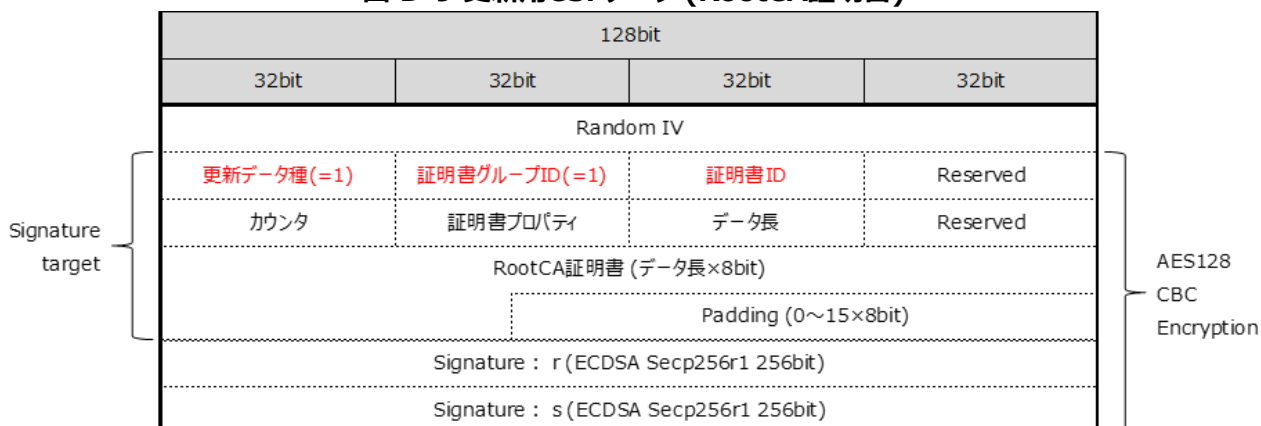 128bit
32bit 32bit 32bit 32bit
Random IV
更新データ種(=1) 証明書グループID(=1) 証明書ID Reserved
カウンタ 証明書プロパティ データ長 Reserved
Signature target
RootCA証明書 (データ長×8bit)
Padding (0～15×8bit)
AES128
CBC
Encryption
Signature : r (ECDSA Secp256r1 256bit)
Signature : s (ECDSA Secp256r1 256bit)